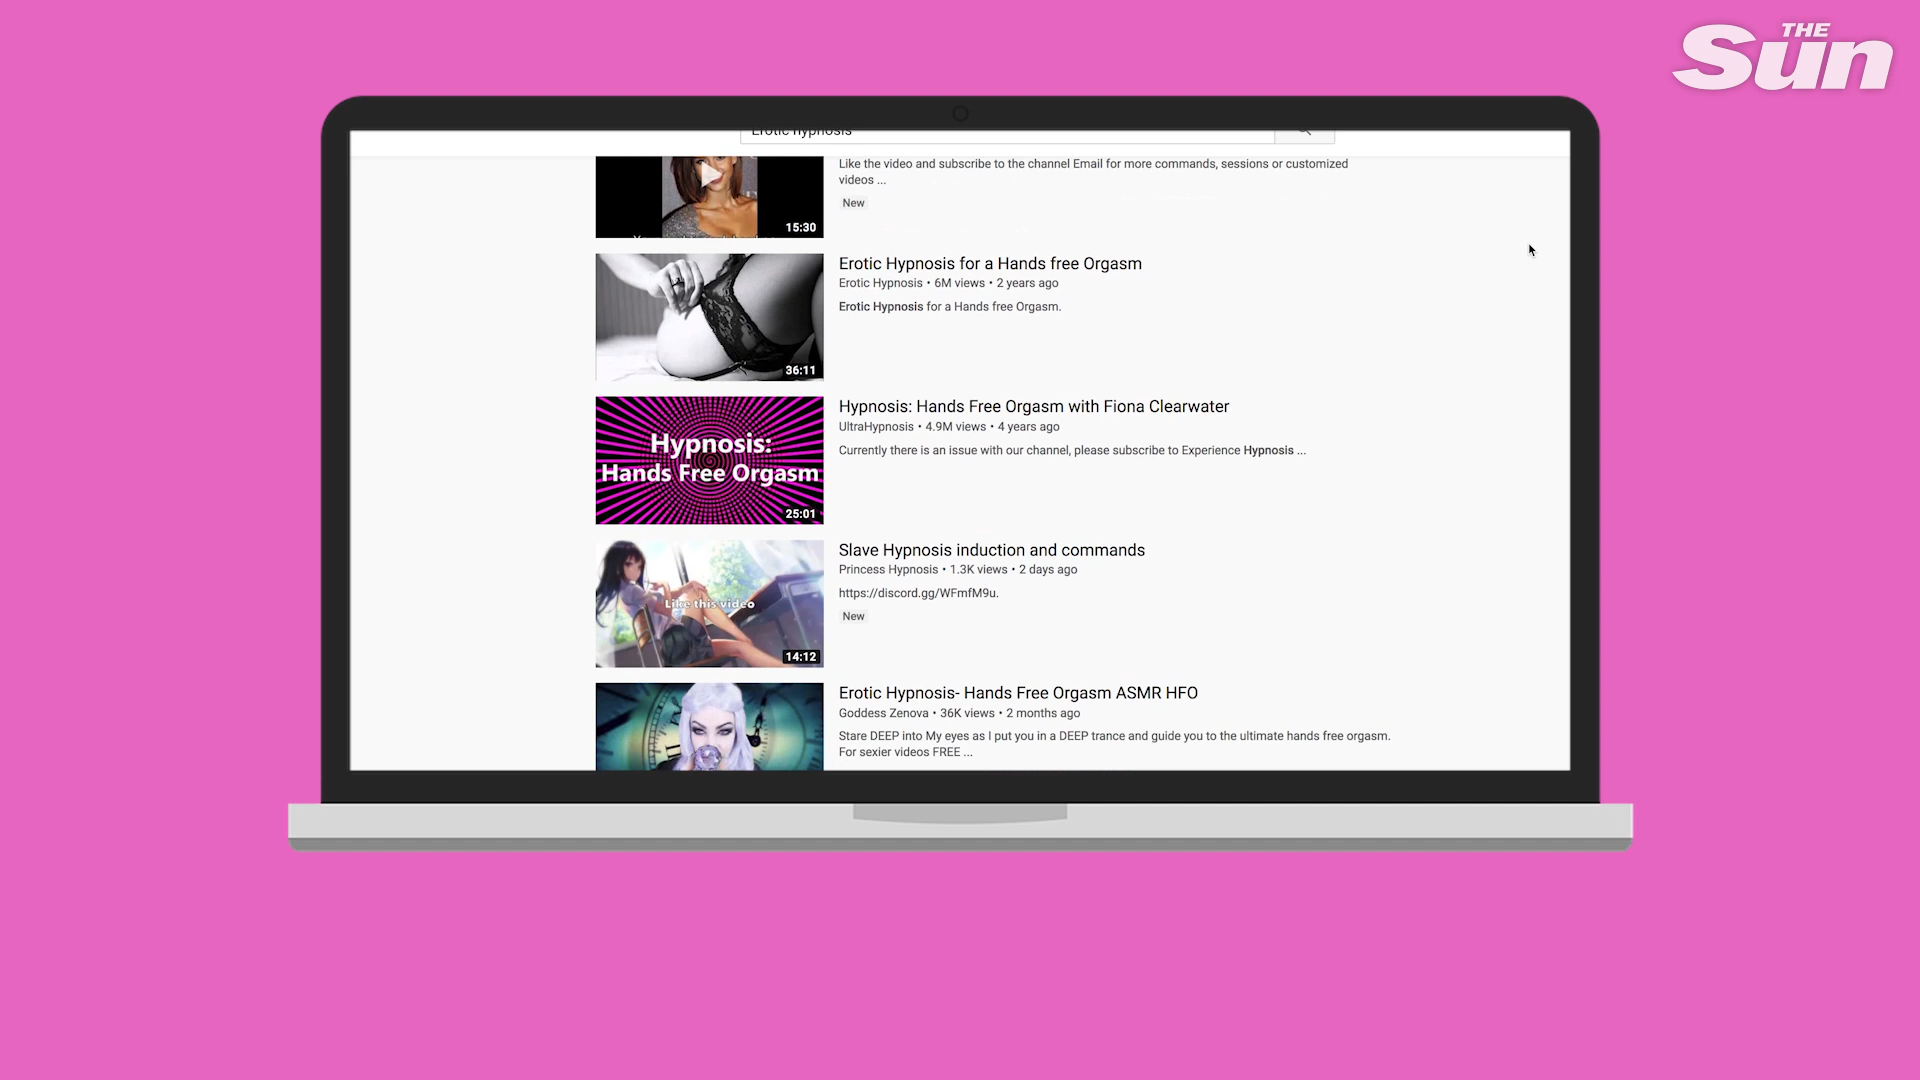 THE
Sun
Erotic hypnosis
Like the video and subscribe to the channel Email for more commands, sessions or customized
videos ...
New
15:30
Erotic Hypnosis for a Hands free Orgasm
Erotic Hypnosis • 6M views • 2 years ago
Erotic Hypnosis for a Hands free Orgasm.
36:11
Hypnosis: Hands Free Orgasm with Fiona Clearwater
UltraHypnosis • 4.9M views • 4 years ago
Currently there is an issue with our channel, please subscribe to Experience Hypnosis ...
Hypnosis:
Hands Free Orgasm
25:01
Slave Hypnosis induction and commands
Princess Hypnosis • 1.3K views • 2 days ago
https://discord.gg/WFmfM9u.
New
Like this video
14:12
Erotic Hypnosis- Hands Free Orgasm ASMR HFO
Goddess Zenova • 36K views • 2 months ago
Stare DEEP into My eyes as I put you in a DEEP trance and guide you to the ultimate hands free orgasm.
For sexier videos FREE ...